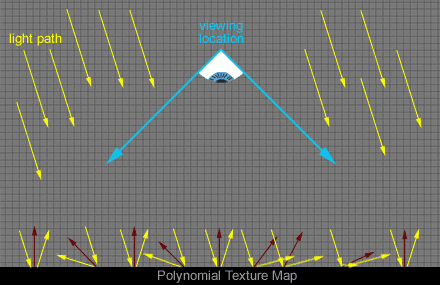 viewing
location
light path
Polynomial Texture Map